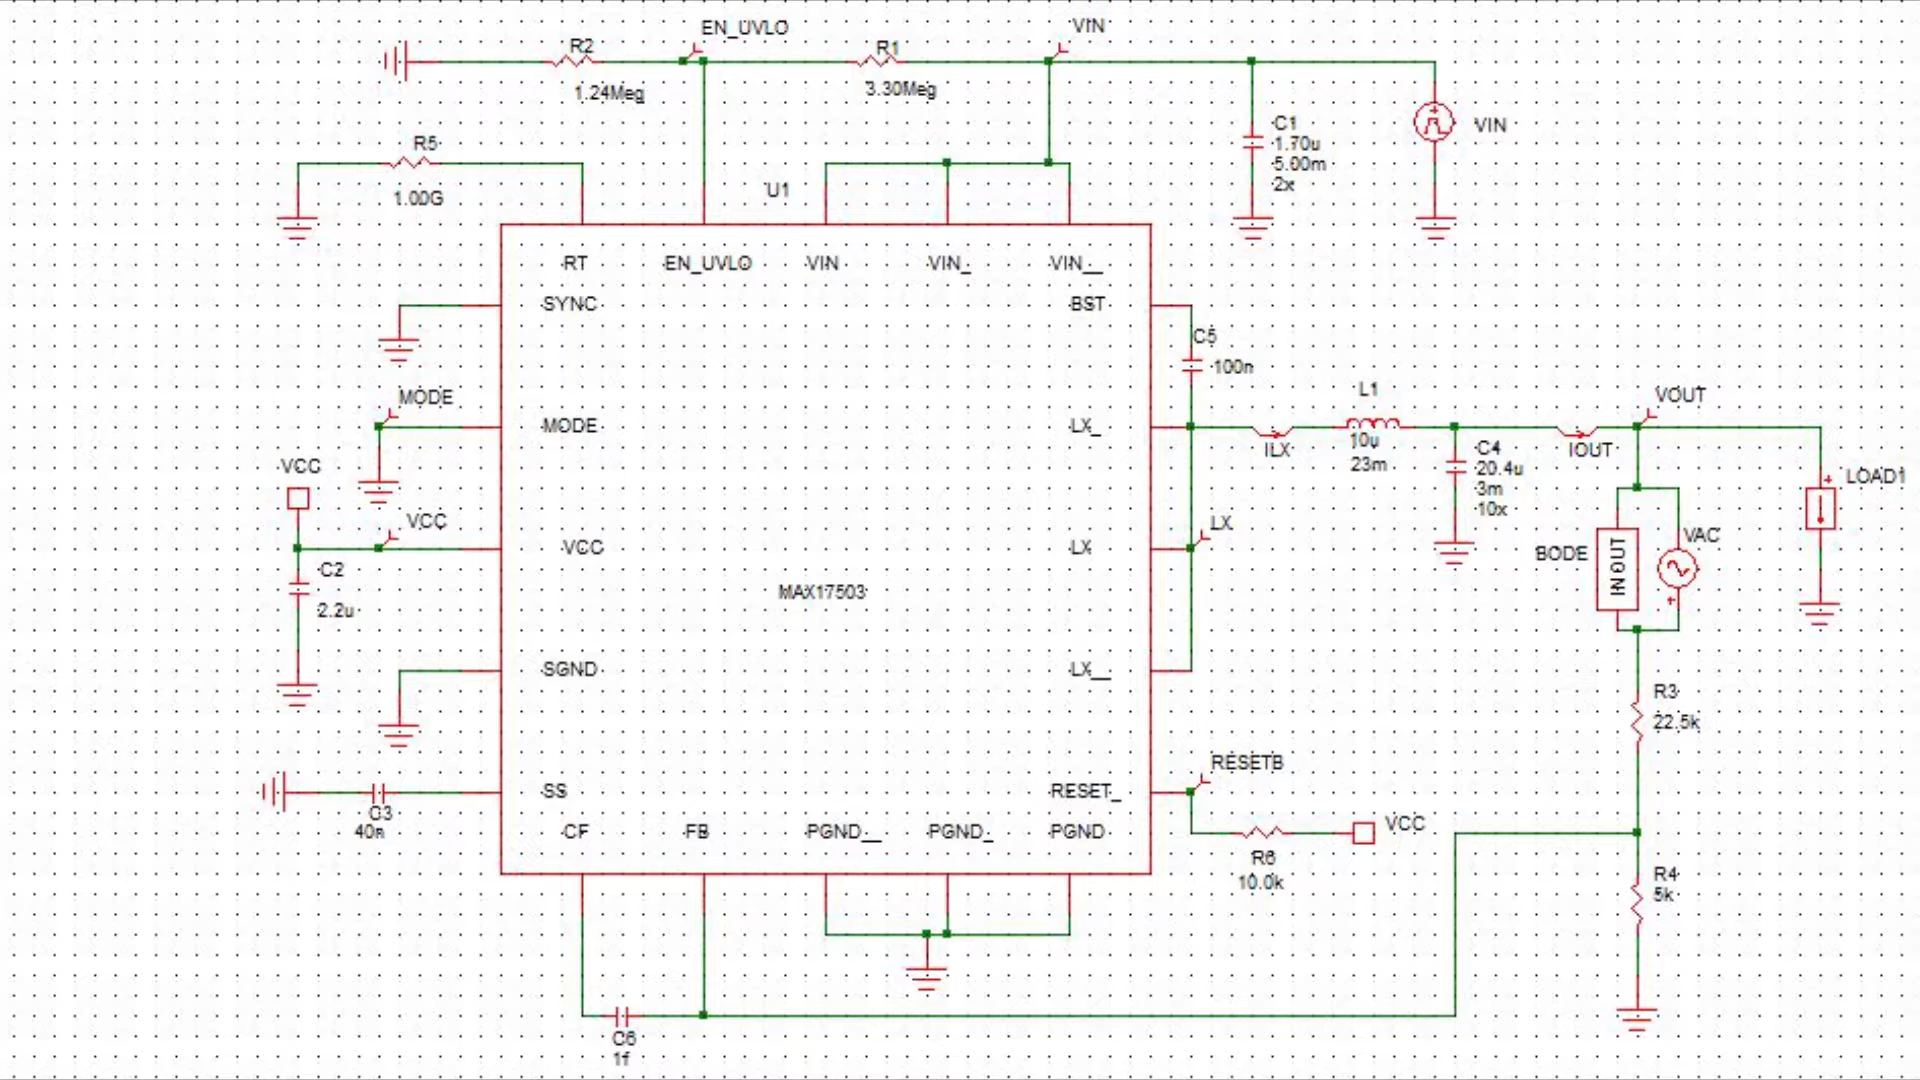 EN_UVLO
VIN
R2
R1
1.24Meg
3.30Meg
C1
1.70u
5.00m
2x
VIN
R5
1.00G
U1
RT
EN_UVLO
VIN
VIN_
VIN__
SYNC
BST
C5
100n
MODE
MODE
LX_
L1
10u
23m
ILX
IOUT
VOUT
C4
20.4u
3m
10x
LOAD1
VCC
VCC
VCC
LX
LX
BODE
INOUT
VAC
C2
2.2u
MAX17503
SGND
LX__
R3
22.5k
RESETB
SS
RESET_
C3
40n
CF
FB
PGND__
PGND_
PGND
VCC
R6
10.0k
R4
5k
C6
1f